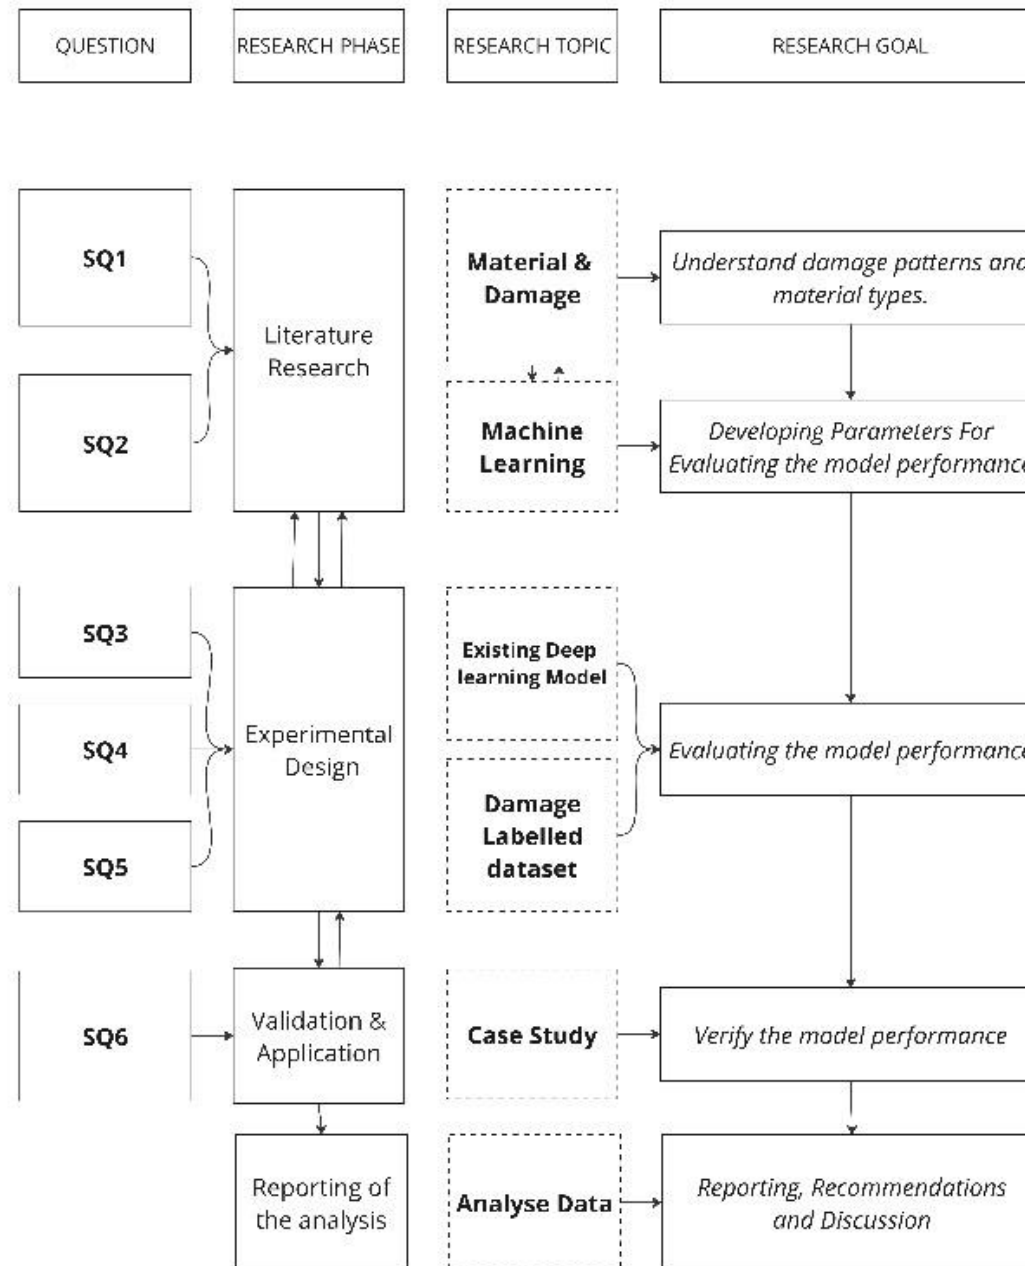 QUESTION
RESEARCH PHASE
RESEARCH TOPIC
RESEARCH GOAL
SQ1
SQ2
Literature
Research
Material &
Damage
Understand damage patterns and
material types.
Machine
Learning
Developing Parameters For
Evaluating the model performance
SQ3
SQ4
SQ5
Experimental
Design
Existing Deep
learning Model
Damage
Labelled
dataset
Evaluating the model performance
SQ6
Validation &
Application
Case Study
Verify the model performance
Reporting of
the analysis
Analyse Data
Reporting, Recommendations
and Discussion